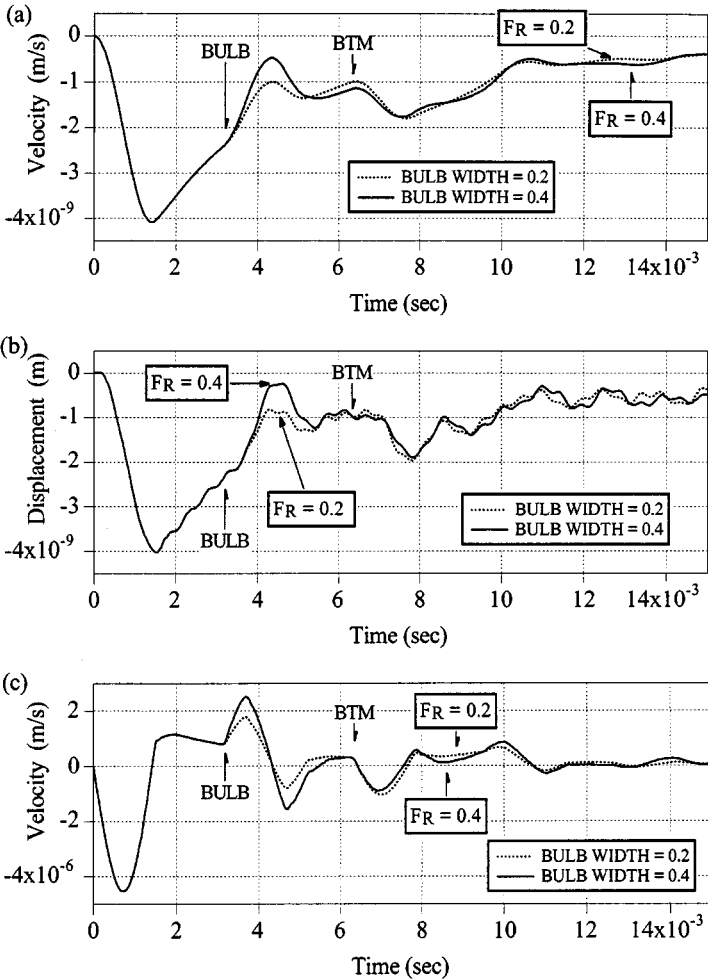 (a)
0
-1
-2
-3
-4x10-9
Velocity (m/s)
BULB
BTM
FR = 0.2
FR = 0.4
BULB WIDTH = 0.2
BULB WIDTH = 0.4
0 2 4 6 8 10 12 14x10-3
Time (sec)
(b)
0
-1
-2
-3
-4x10-9
Displacement (m)
FR = 0.4
BTM
FR = 0.2
BULB
BULB WIDTH = 0.2
BULB WIDTH = 0.4
0 2 4 6 8 10 12 14x10-3
Time (sec)
(c)
2
0
-2
-4x10-6
Velocity (m/s)
BTM
FR = 0.2
BULB
FR = 0.4
BULB WIDTH = 0.2
BULB WIDTH = 0.4
0 2 4 6 8 10 12 14x10-3
Time (sec)